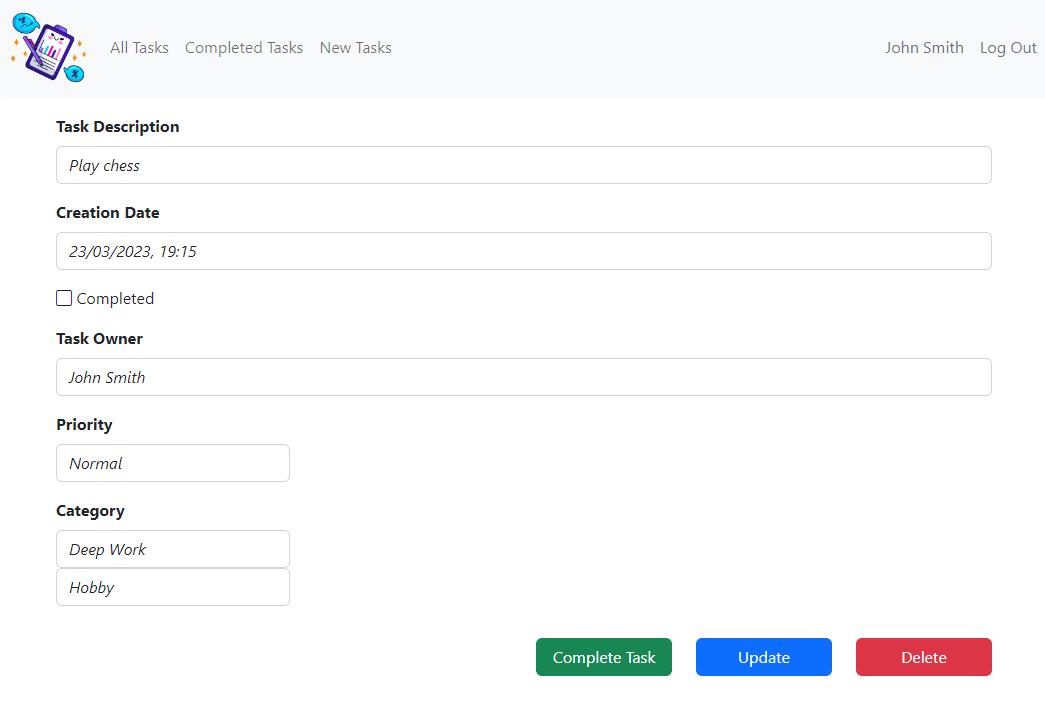 All Tasks Completed Tasks New Tasks John Smith Log Out
Task Description
Play chess
Creation Date
23/03/2023, 19:15
Completed
Task Owner
John Smith
Priority
Normal
Category
Deep Work
Hobby
Complete Task Update Delete